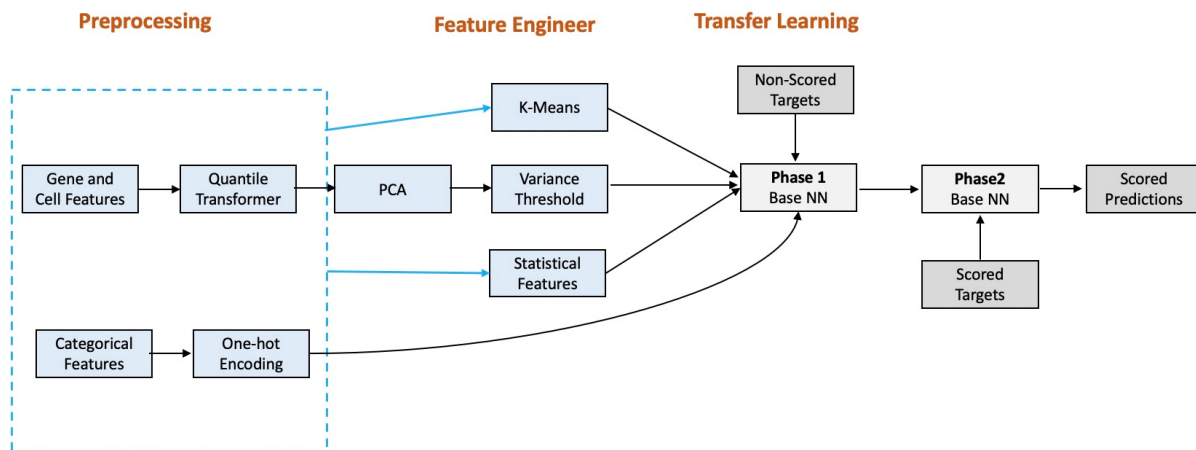 Preprocessing
Feature Engineer
Transfer Learning
Non-Scored
Targets
K-Means
Gene and
Cell Features
Quantile
Transformer
PCA
Variance
Threshold
Phase 1
Base NN
Phase2
Base NN
Scored
Predictions
Statistical
Features
Scored
Targets
Categorical
Features
One-hot
Encoding